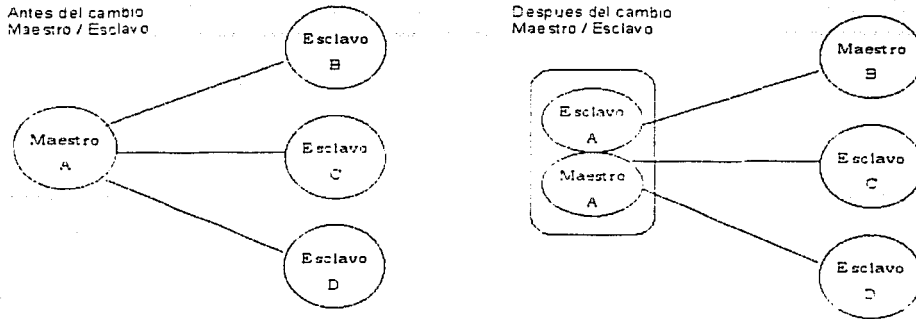 Antes del cambio
Maestro / Esclavo
Esclavo
B
Maestro
A
Esclavo
C
Esclavo
D
Despues del cambio
Maestro / Esclavo
Maestro
B
Esclavo
A
Maestro
A
Esclavo
C
Esclavo
D